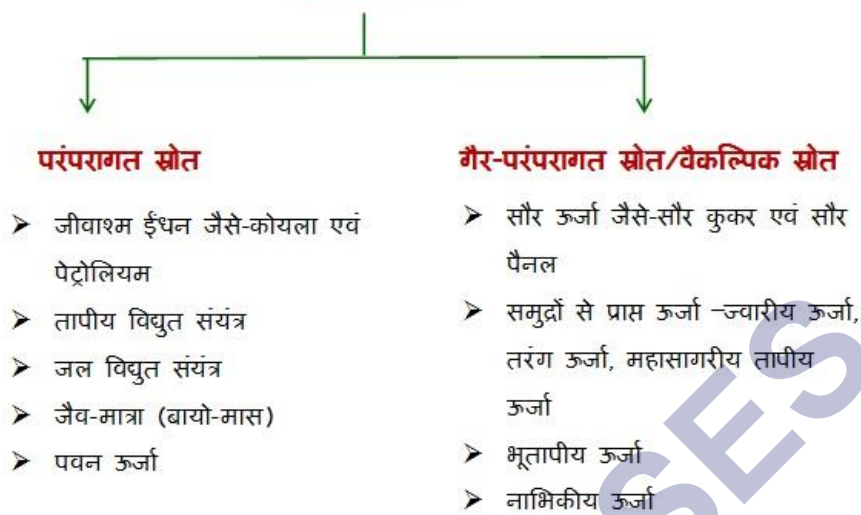 परंपरागत स्रोत
➢ जीवाश्म ईंधन जैसे-कोयला एवं
पेट्रोलियम
➢ तापीय विद्युत संयंत्र
➢ जल विद्युत संयंत्र
➢ जैव-मात्रा (बायो-मास)
➢ पवन ऊर्जा
गैर-परंपरागत स्रोत/वैकल्पिक स्रोत
➢ सौर ऊर्जा जैसे-सौर कुकर एवं सौर
पैनल
➢ समुद्रों से प्राप्त ऊर्जा –ज्वारीय ऊर्जा,
तरंग ऊर्जा, महासागरीय तापीय
ऊर्जा
➢ भूतापीय ऊर्जा
➢ नाभिकीय ऊर्जा
SES